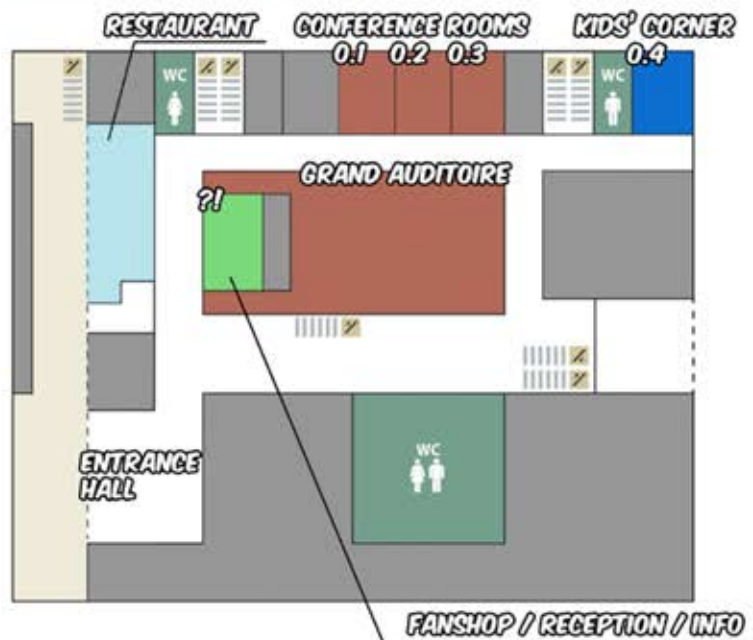 RESTAURANT
CONFERENCE ROOMS
0.1 0.2 0.3
KIDS' CORNER
0.4
WC
WC
GRAND AUDITOIRE
?!
ENTRANCE
HALL
WC
FANSHOP / RECEPTION / INFO